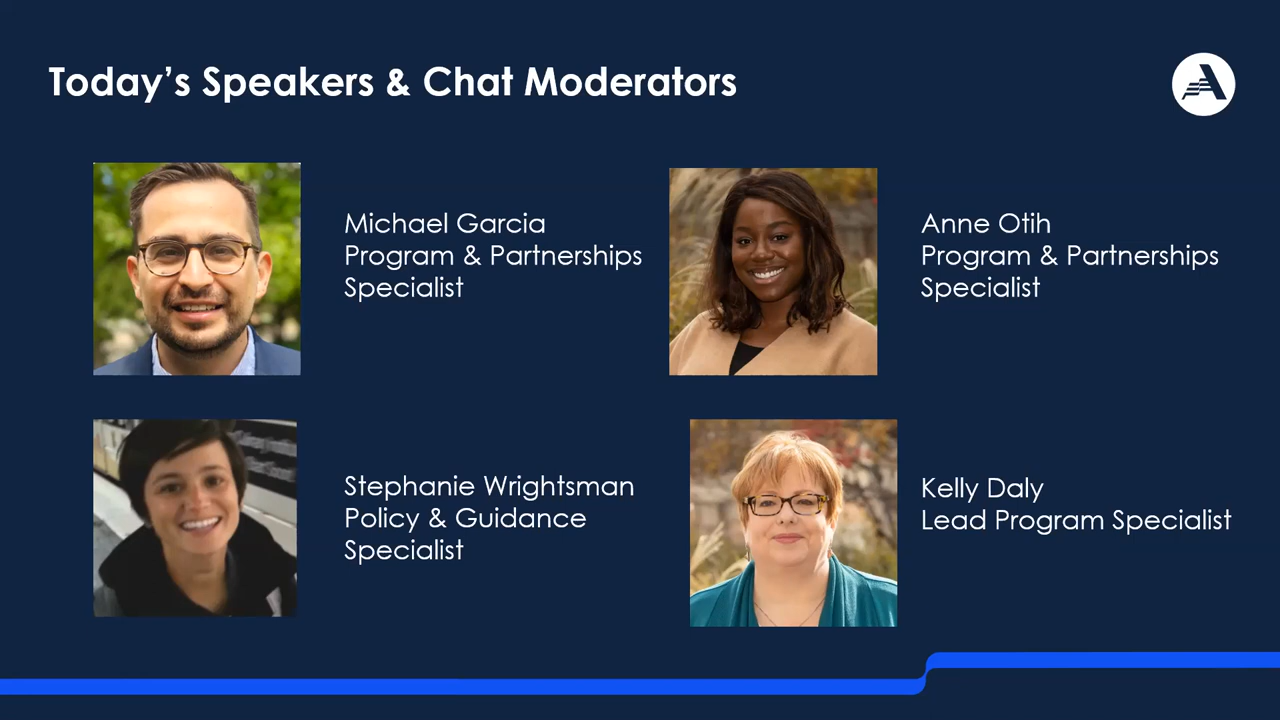 Today’s Speakers & Chat Moderators
Michael Garcia
Program & Partnerships
Specialist
Anne Otih
Program & Partnerships
Specialist
Stephanie Wrightsman
Policy & Guidance
Specialist
Kelly Daly
Lead Program Specialist